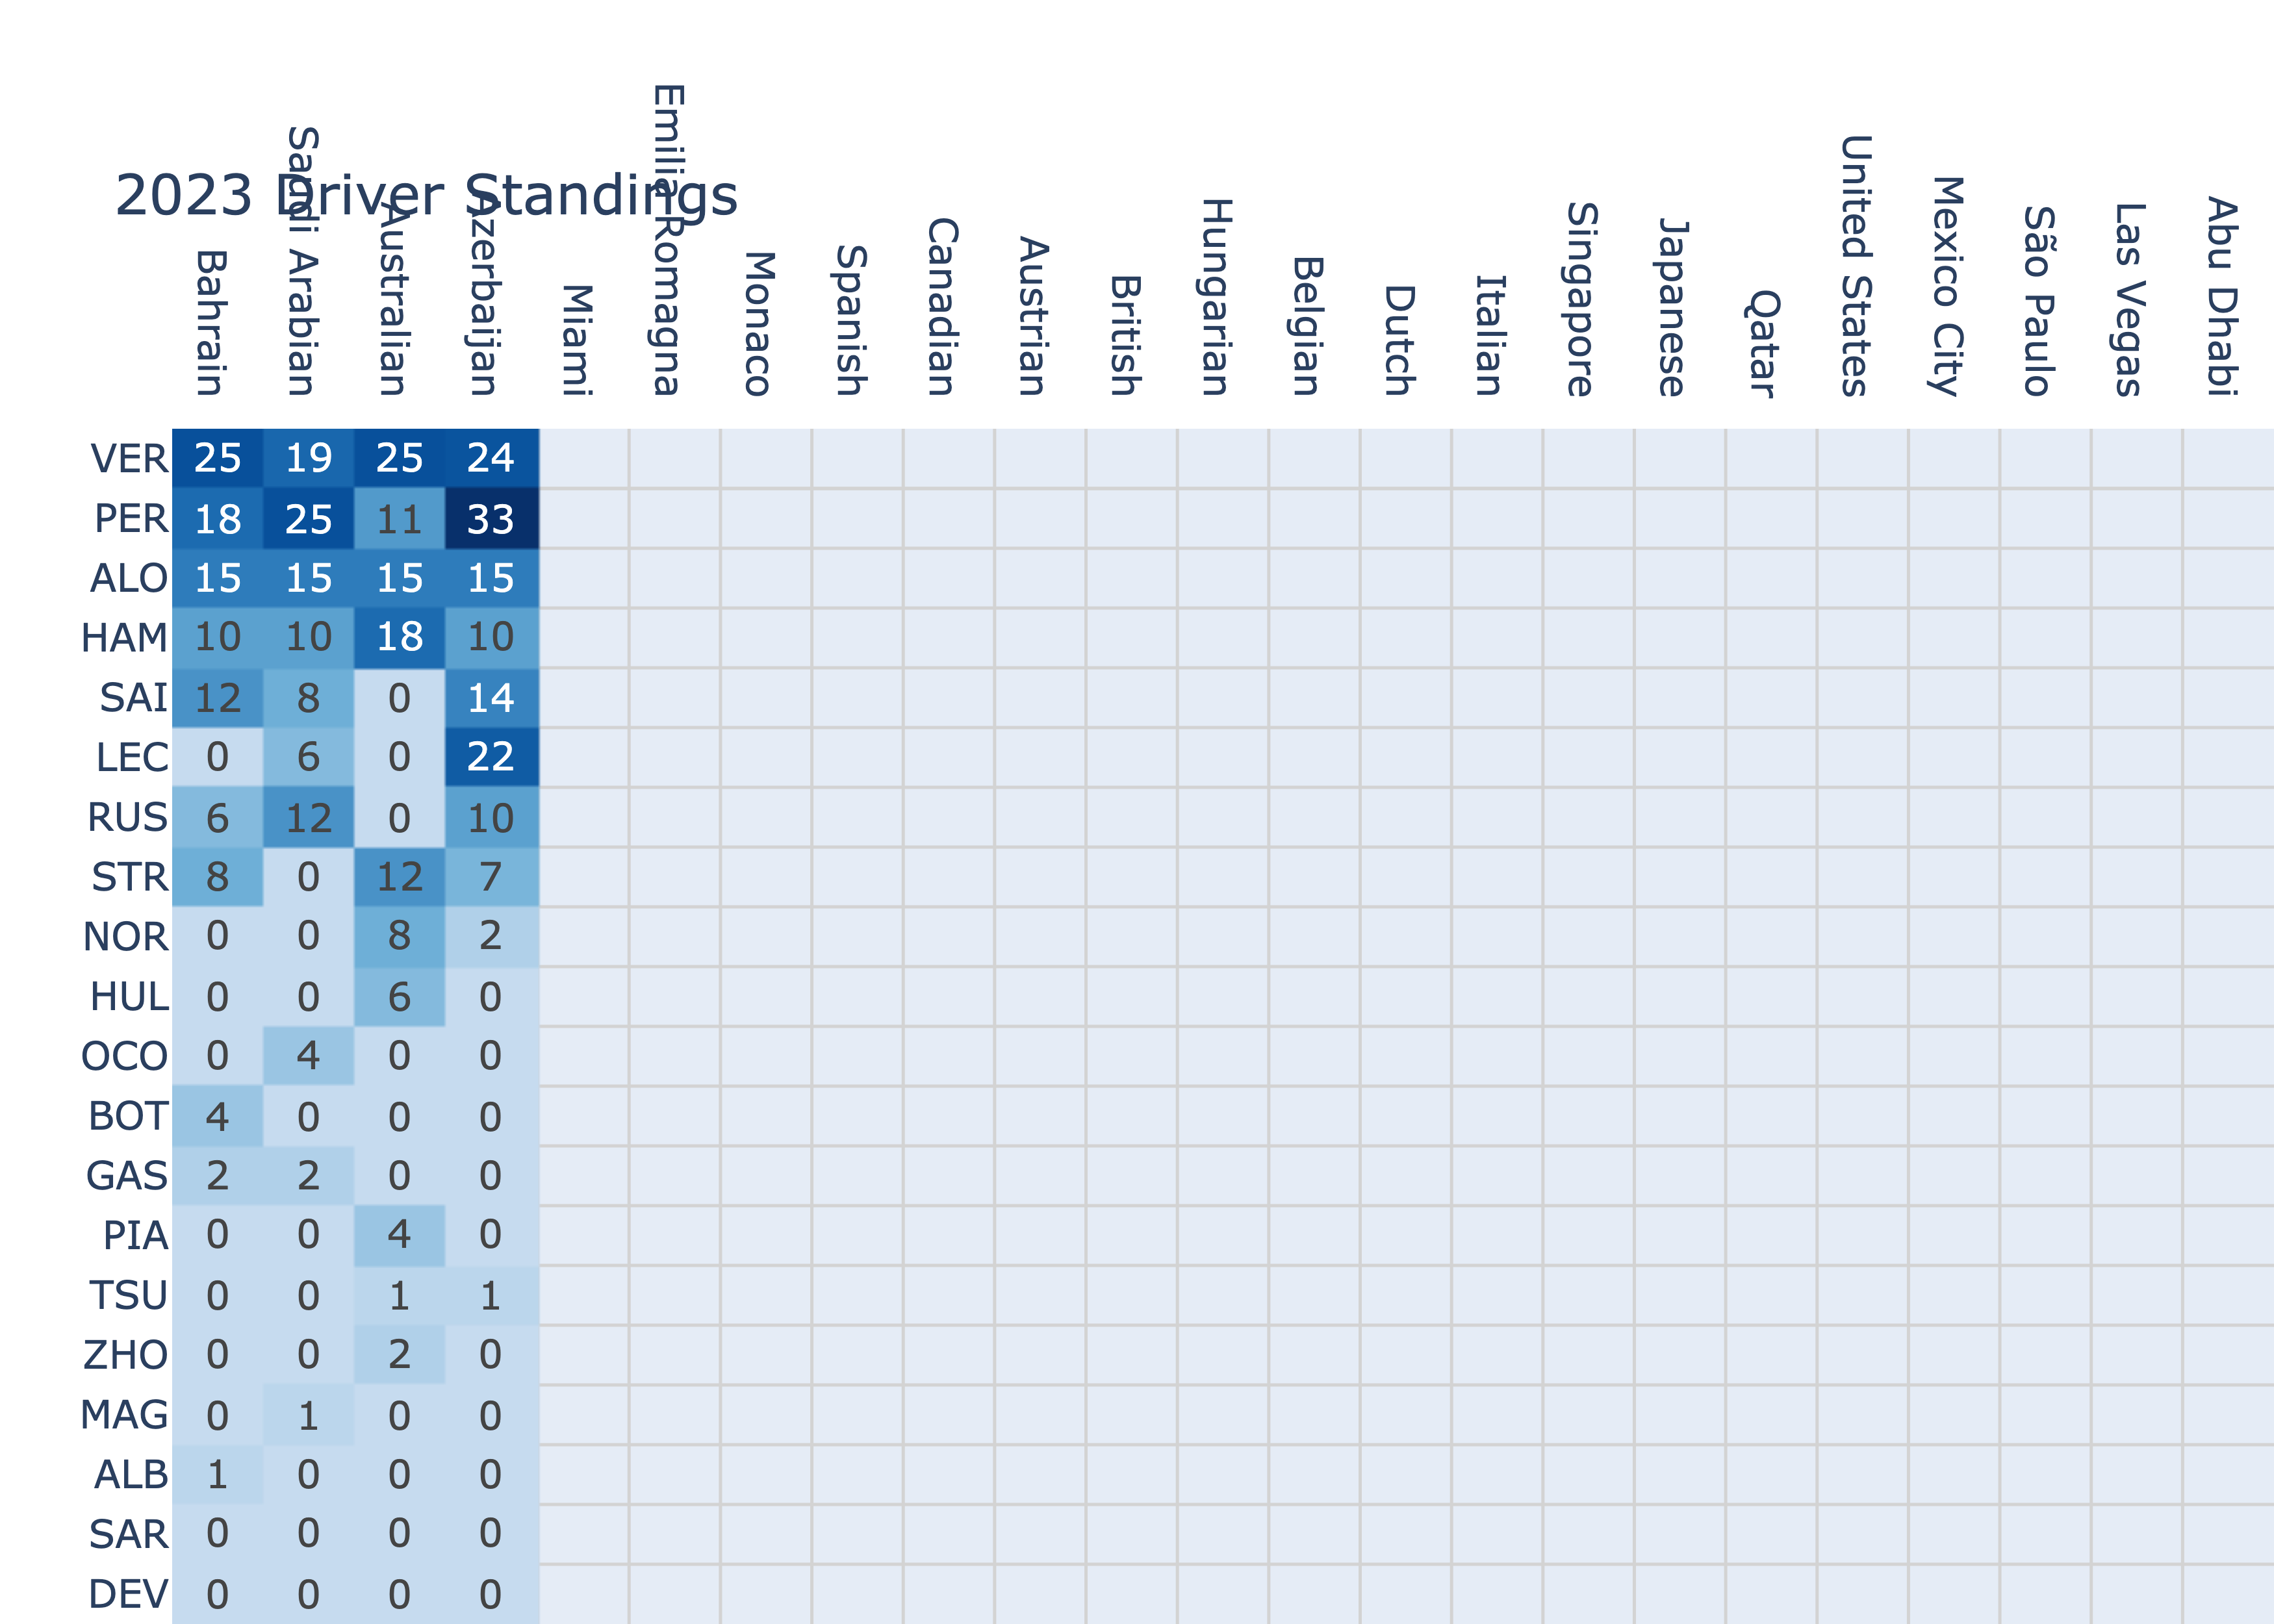 2023 Driver Standings
Bahrain
Saudi Arabian
Australian
Azerbaijan
Miami
Emilia-Romagna
Monaco
Spanish
Canadian
Austrian
British
Hungarian
Belgian
Dutch
Italian
Singapore
Japanese
Qatar
United States
Mexico City
São Paulo
Las Vegas
Abu Dhabi
VER 25 19 25 24
PER 18 25 11 33
ALO 15 15 15 15
HAM 10 10 18 10
SAI 12 8 0 14
LEC 0 6 0 22
RUS 6 12 0 10
STR 8 0 12 7
NOR 0 0 8 2
HUL 0 0 6 0
OCO 0 4 0 0
BOT 4 0 0 0
GAS 2 2 0 0
PIA 0 0 4 0
TSU 0 0 1 1
ZHO 0 0 2 0
MAG 0 1 0 0
ALB 1 0 0 0
SAR 0 0 0 0
DEV 0 0 0 0